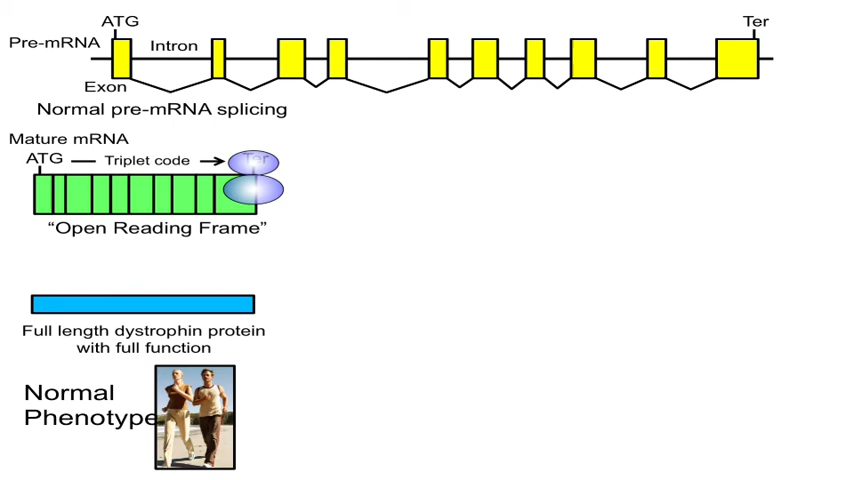 ATG
Ter
Pre-mRNA
Intron
Exon
Normal pre-mRNA splicing
Mature mRNA
ATG
Triplet code
Ter
“Open Reading Frame”
Full length dystrophin protein
with full function
Normal
Phenotype